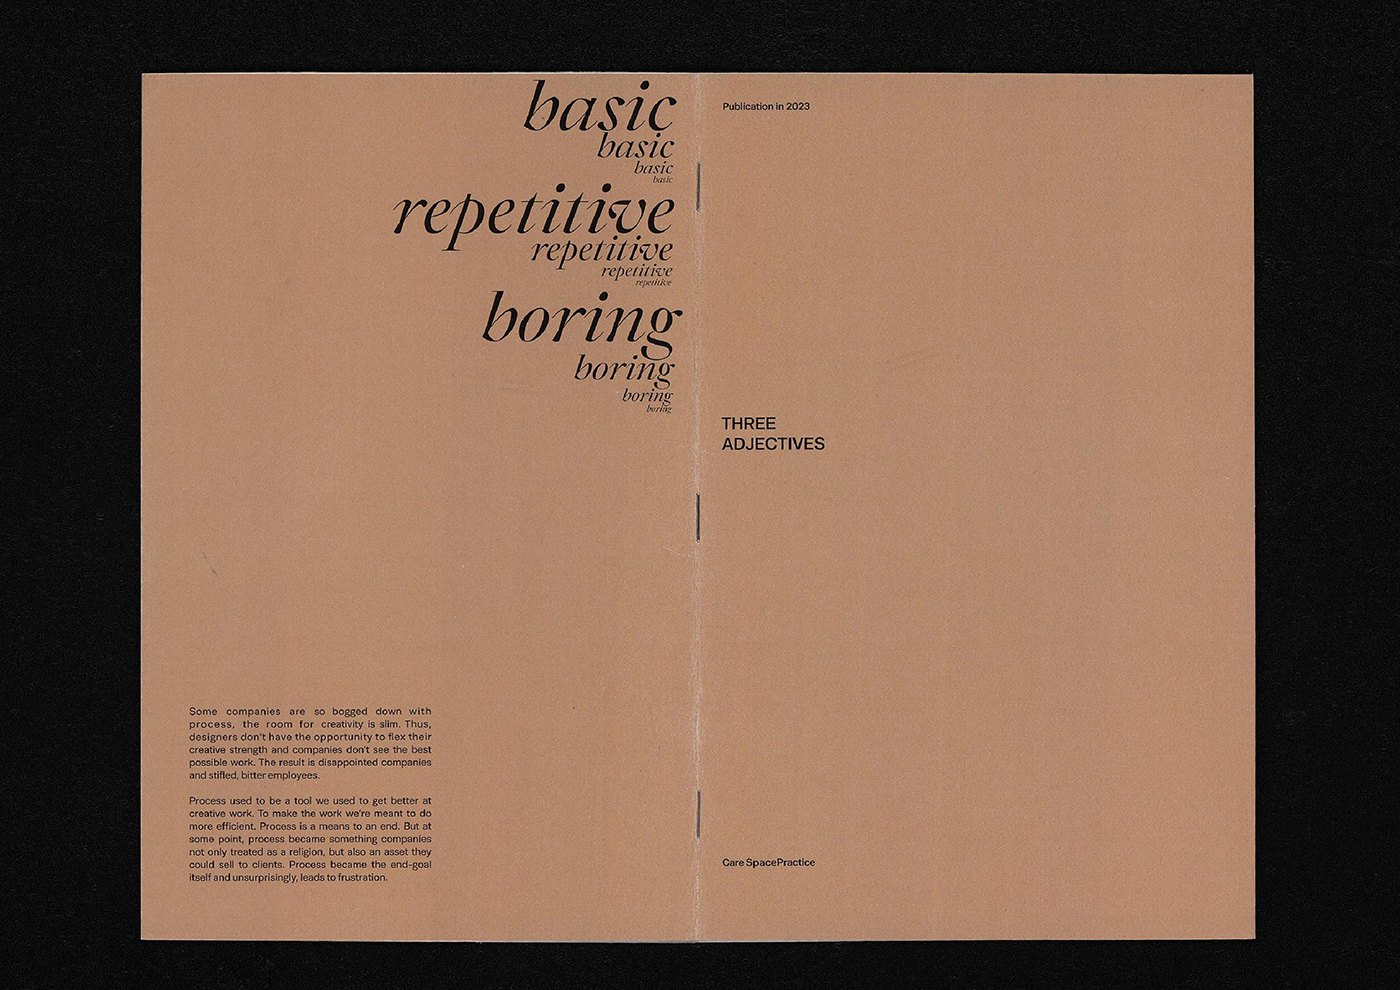 basic
basic
basic
basic
repetitive
repetitive
repetitive
repetitive
boring
boring
boring
boring
Some companies are so bogged down with
process, the room for creativity is slim. Thus,
designers don't have the opportunity to flex their
creative strength and companies don't see the best
possible work. The result is disappointed companies
and stifled, bitter employees.
Process used to be a tool we used to get better at
creative work. To make the work we're meant to do
more efficient. Process is a means to an end. But at
some point, process became something companies
not only treated as a religion, but also an asset they
could sell to clients. Process became the end-goal
itself and unsurprisingly, leads to frustration.
Publication in 2023
THREE
ADJECTIVES
Care SpacePractice